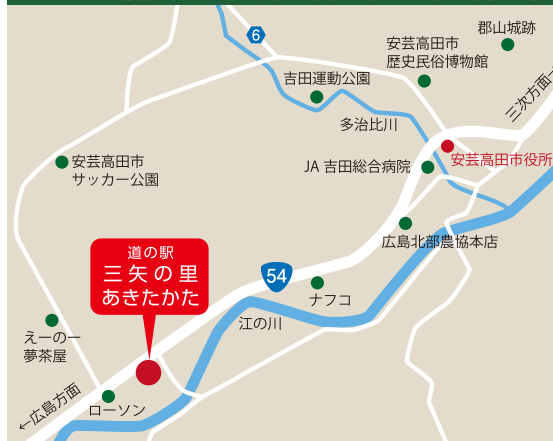 郡山城跡
6
安芸高田市
歴史民俗博物館
吉田運動公園
三次方面→
多治比川
安芸高田市役所
JA 吉田総合病院
安芸高田市
サッカー公園
広島北部農協本店
道の駅
三矢の里
あきたかた
54
ナフコ
江の川
えーのー
夢茶屋
←広島方面
ローソン